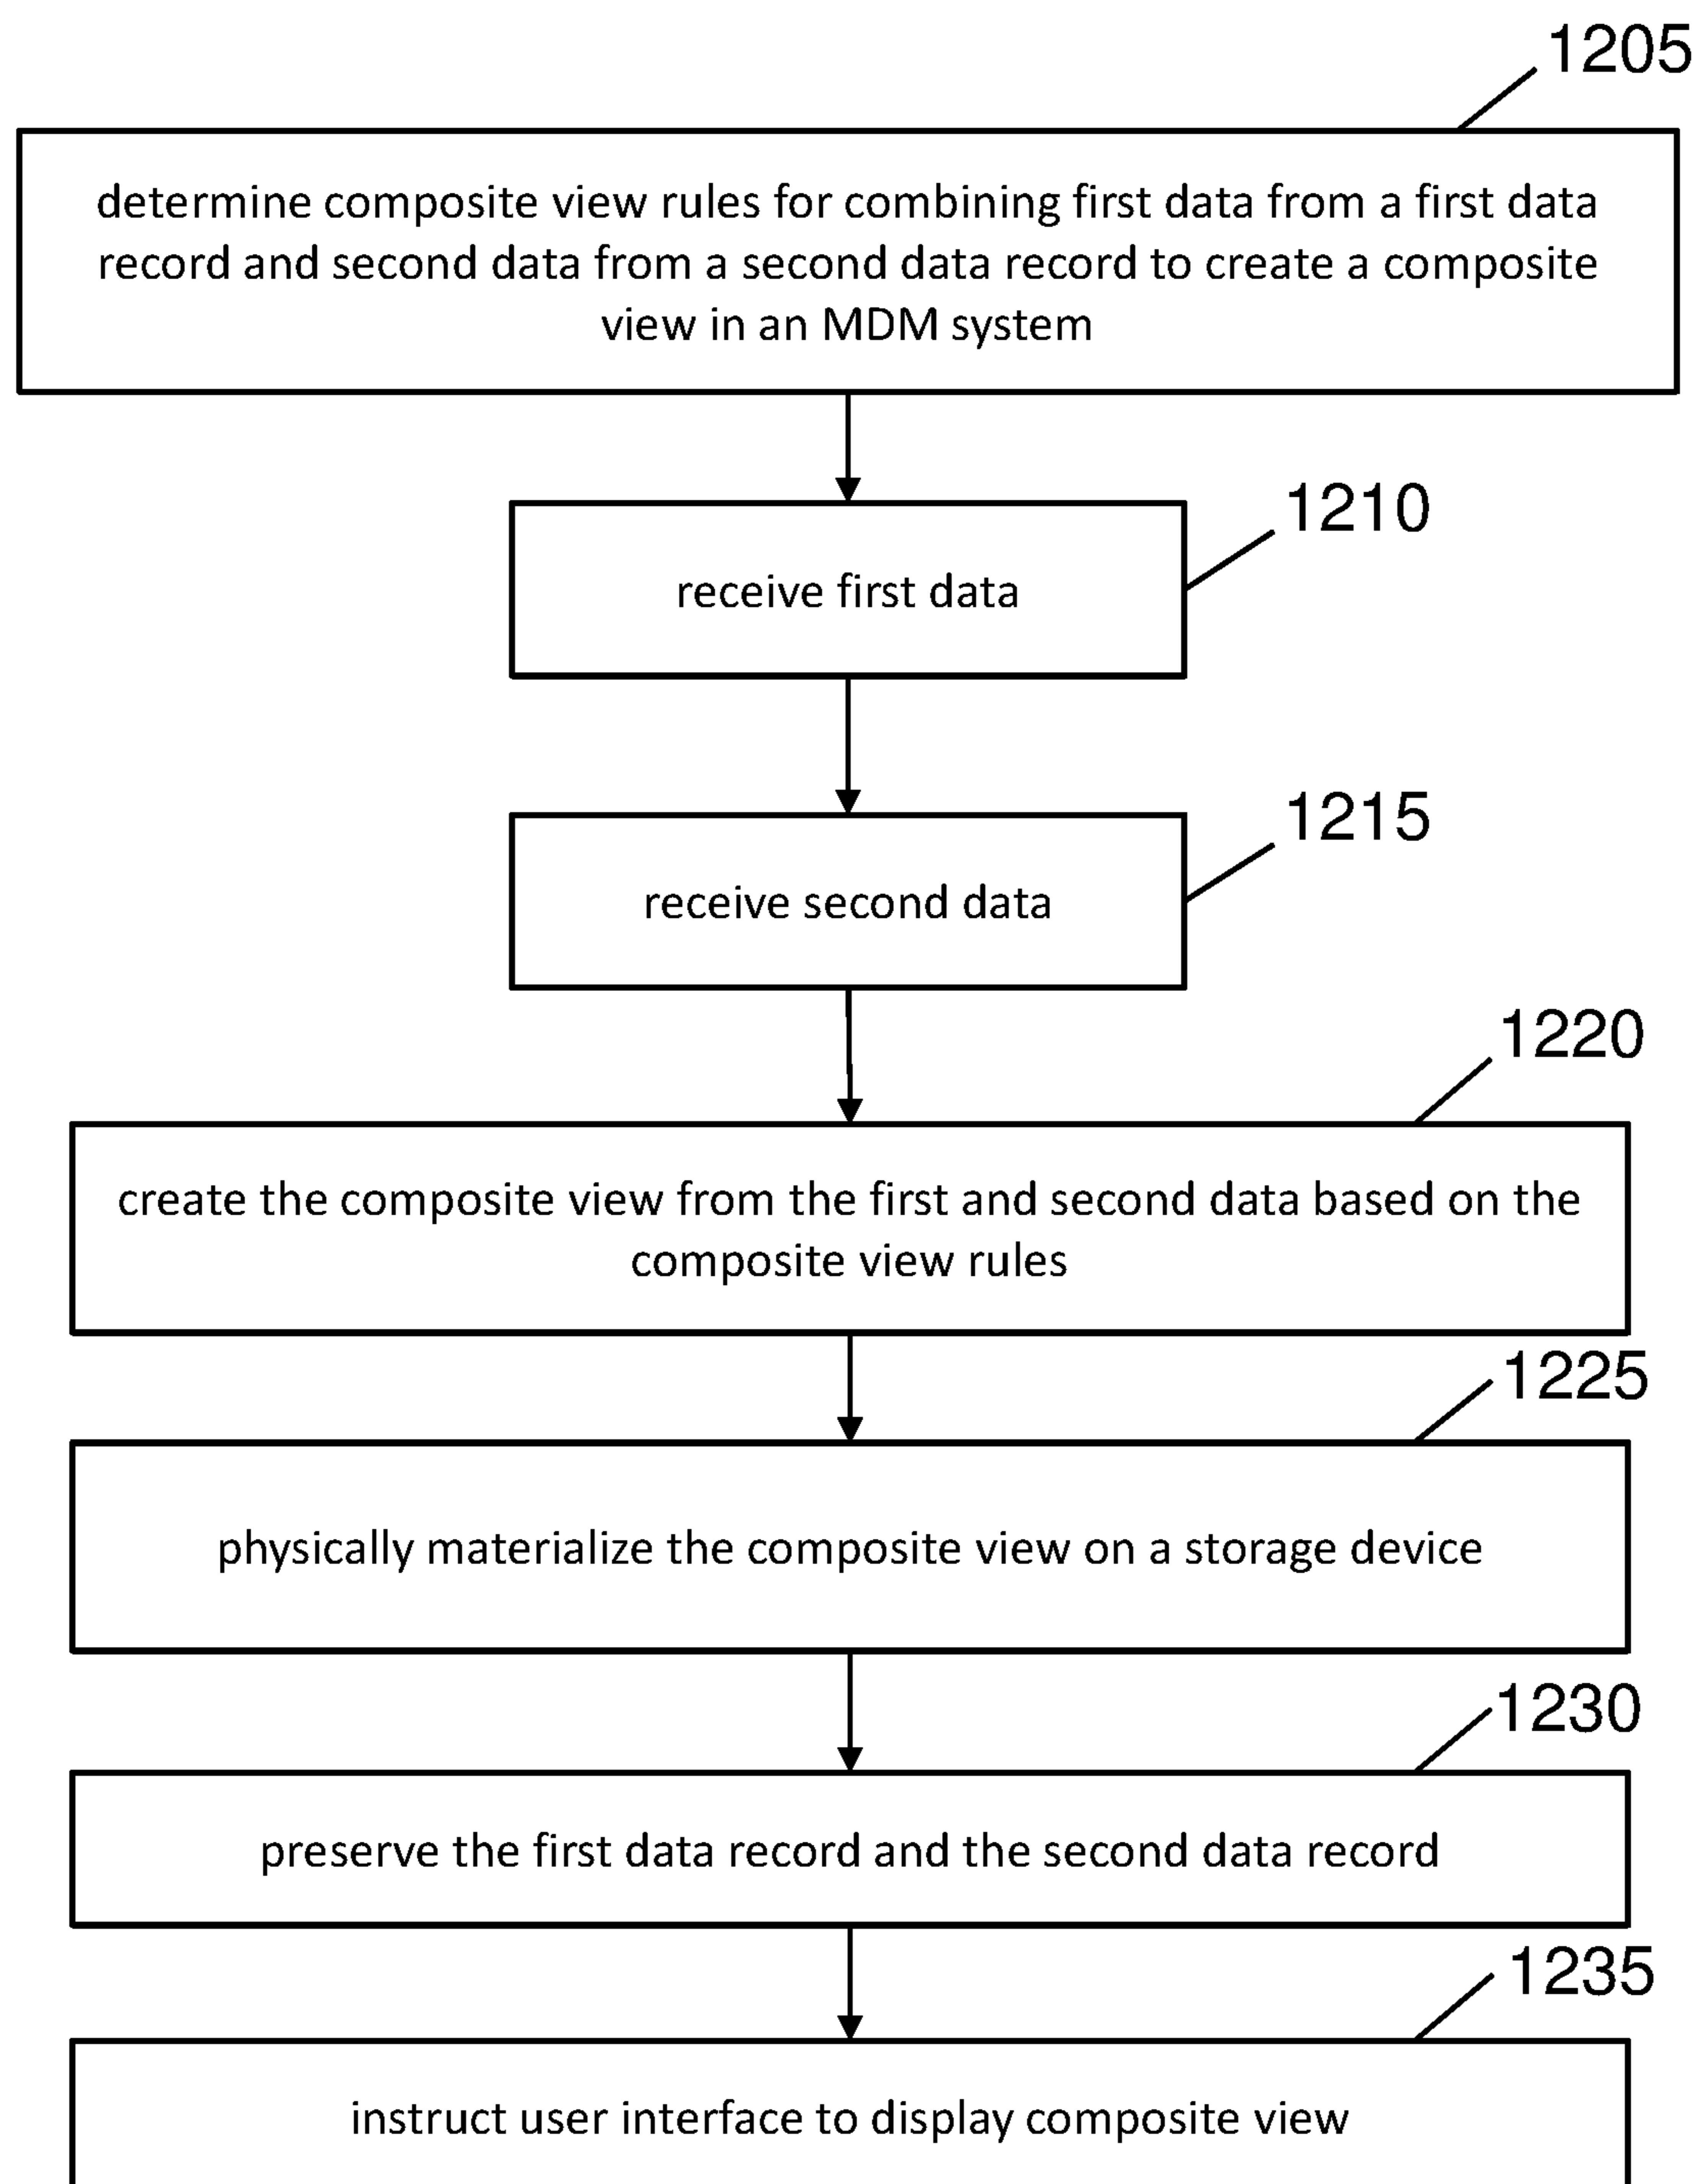 1205
determine composite view rules for combining first data from a first data
record and second data from a second data record to create a composite
view in an MDM system
1210
receive first data
1215
receive second data
1220
create the composite view from the first and second data based on the
composite view rules
1225
physically materialize the composite view on a storage device
1230
preserve the first data record and the second data record
1235
instruct user interface to display composite view